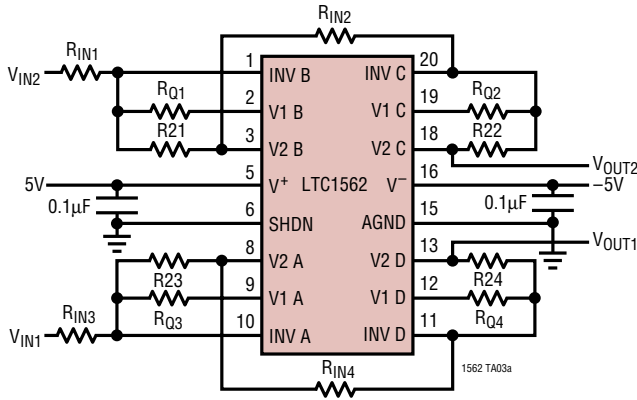 RIN2
RIN1
VIN2
1 INV B INV C 20
RQ1 2 V1 B V1 C 19 RQ2
R21 3 V2 B V2 C 18 R22
VOUT2
5V 5 V+ LTC1562 V– 16 –5V
0.1µF 6 SHDN AGND 15 0.1µF
VOUT1
8 V2 A V2 D 13
R23 9 V1 A V1 D 12 R24
RIN3 RQ3 10 INV A INV D 11 RQ4
VIN1
1562 TA03a
RIN4